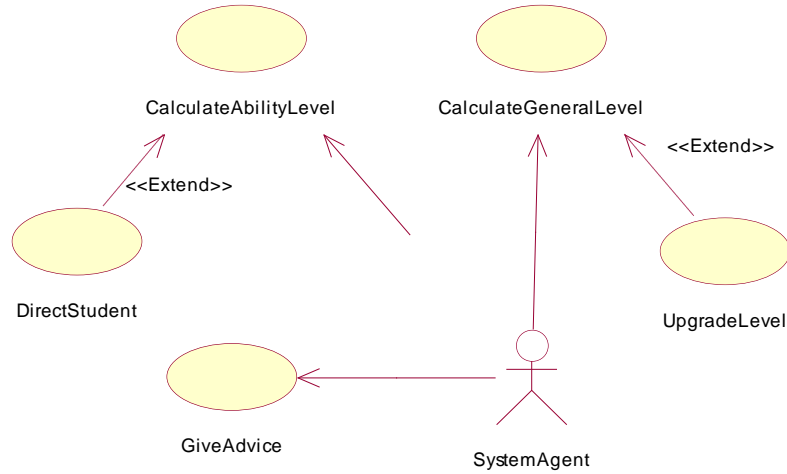 CalculateAbilityLevel
CalculateGeneralLevel
<<Extend>>
<<Extend>>
DirectStudent
UpgradeLevel
GiveAdvice
SystemAgent